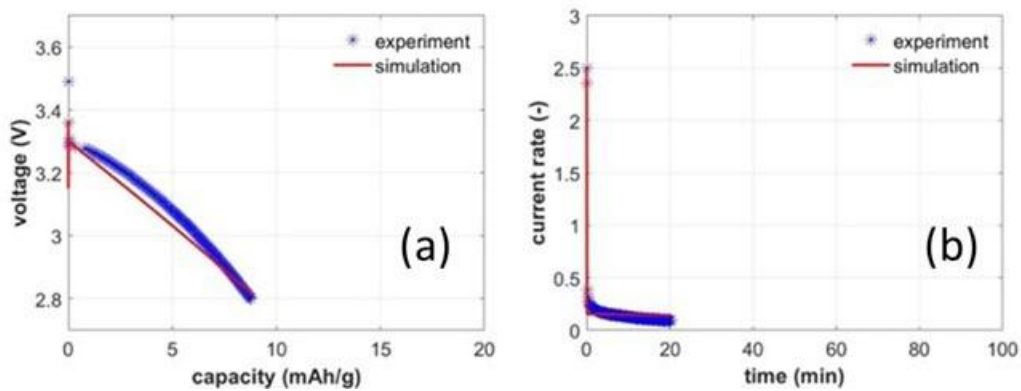 3.6
3.4
3.2
3
2.8
voltage (V)
experiment
simulation
(a)
0
5
10
15
20
capacity (mAh/g)
3
2.5
2
1.5
1
0.5
0
current rate (-)
experiment
simulation
(b)
0
20
40
60
80
100
time (min)